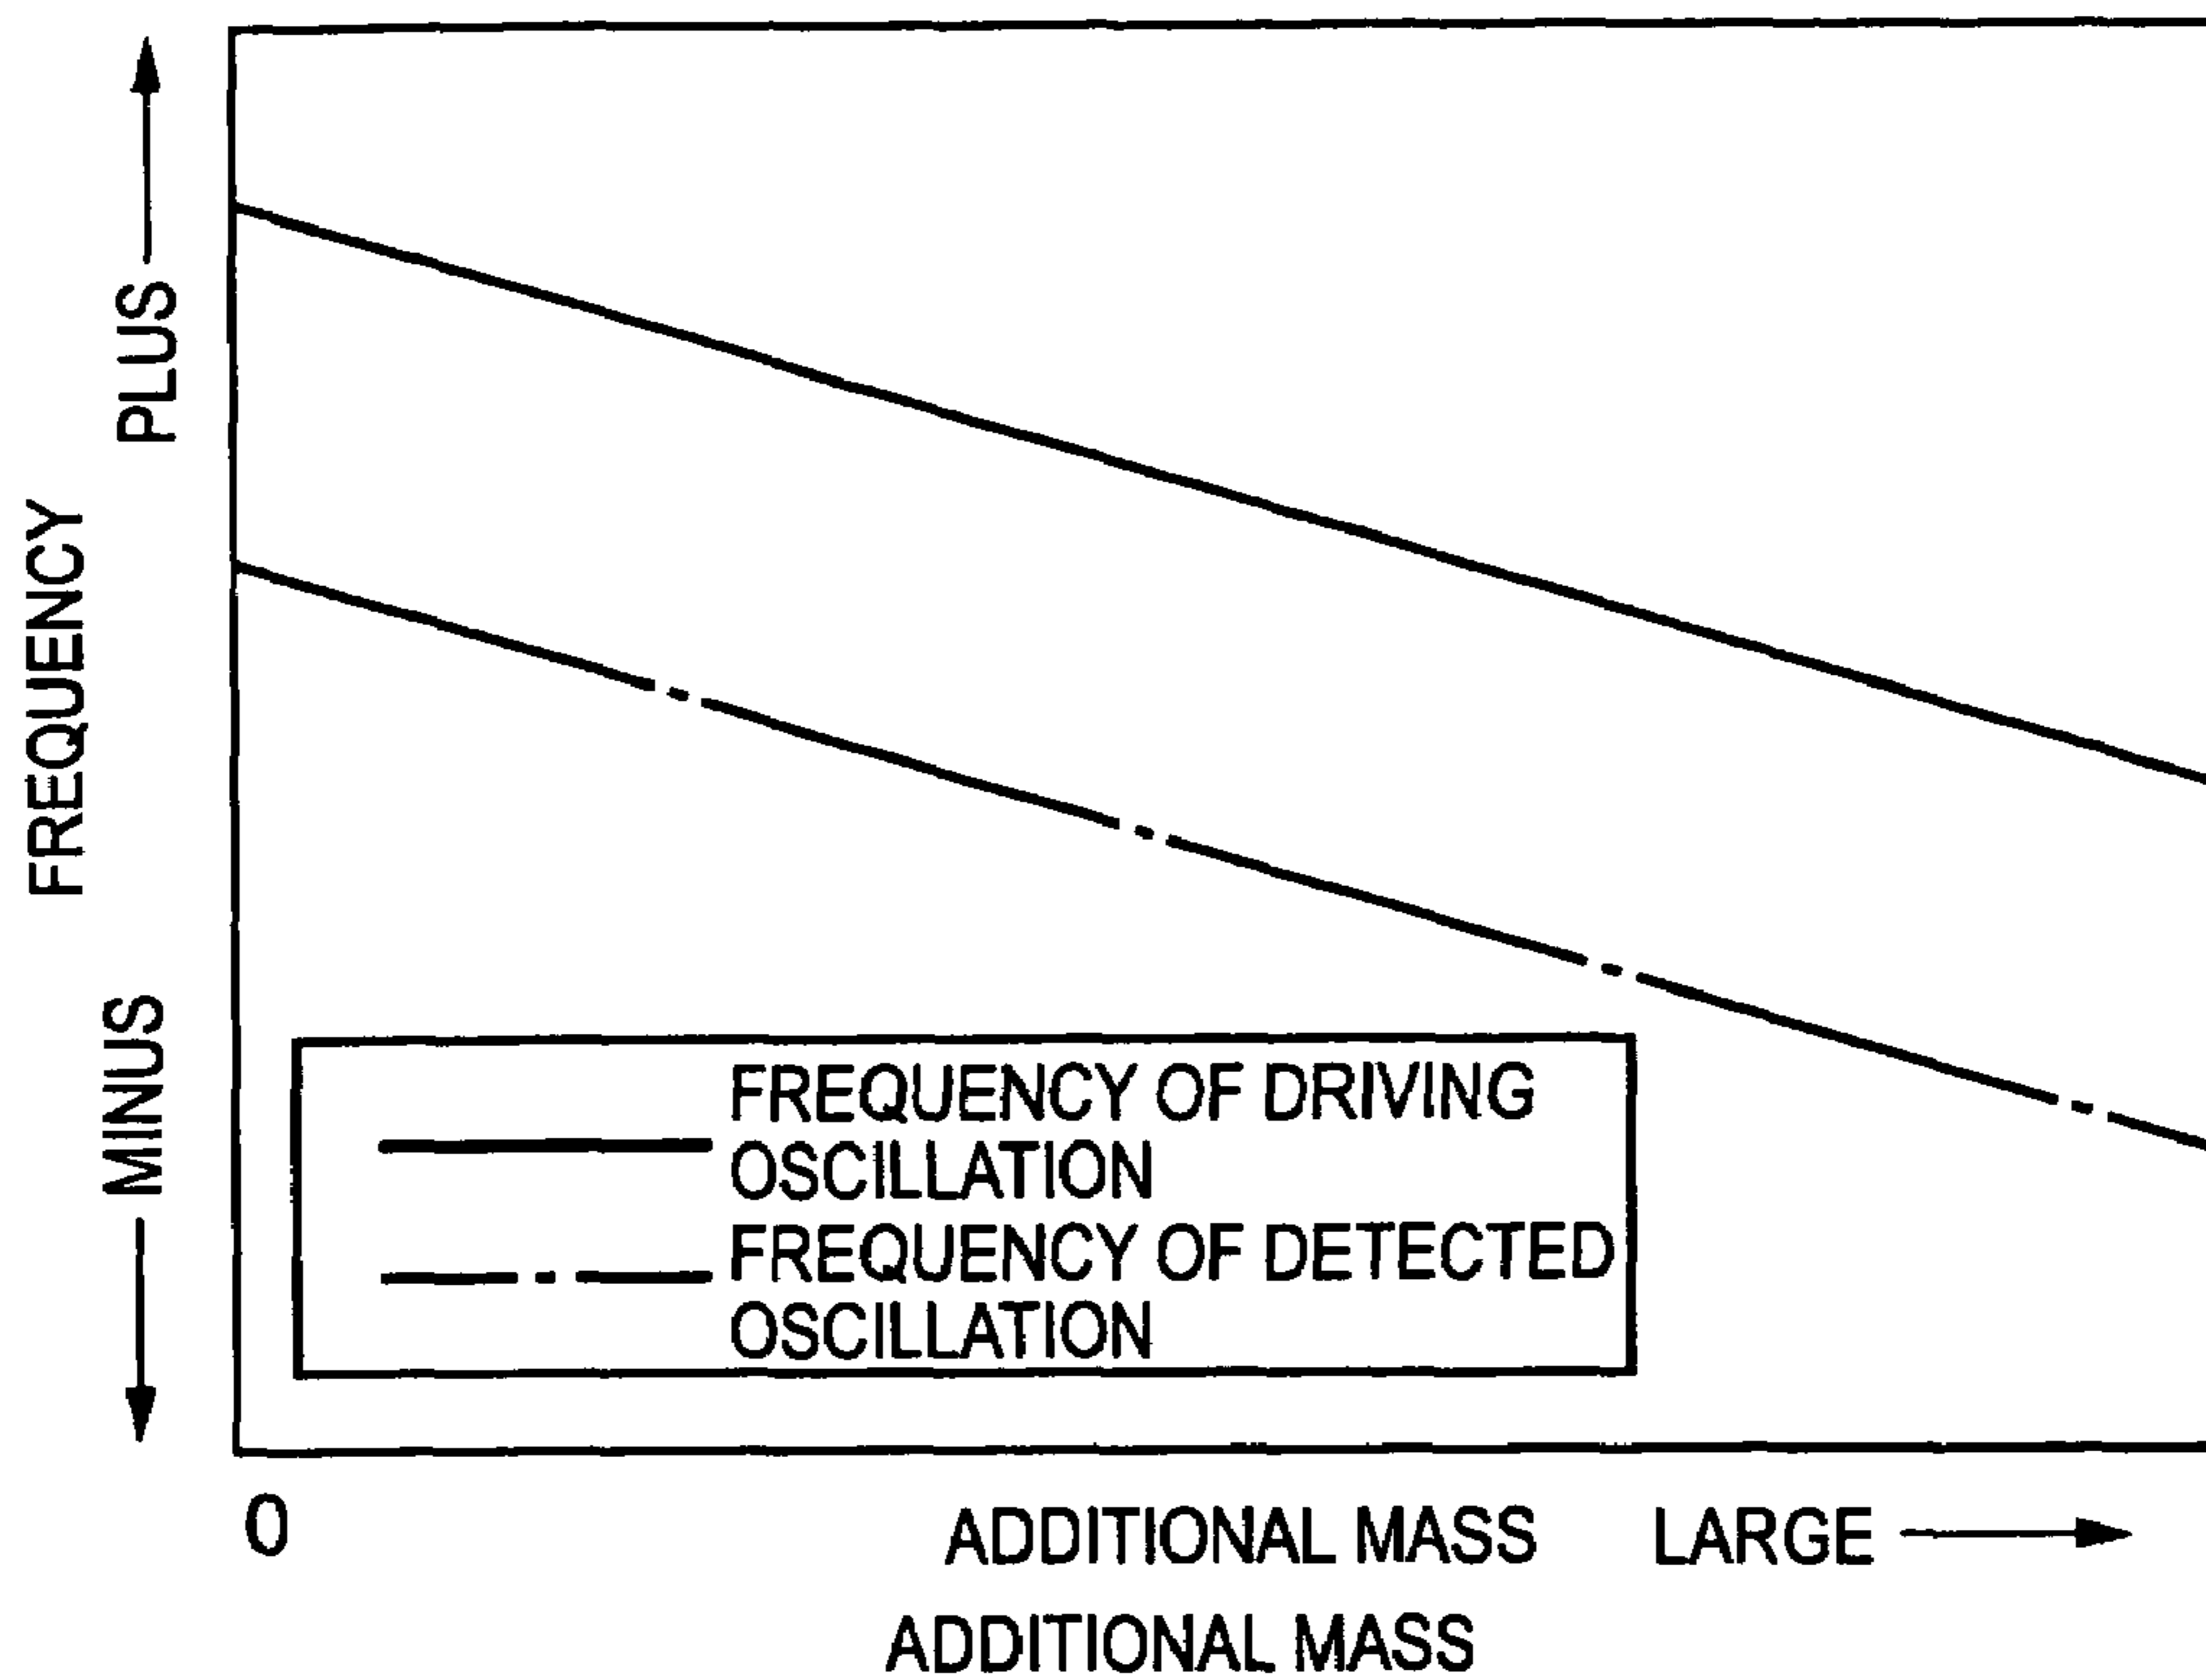 PLUS
FREQUENCY
MINUS
FREQUENCY OF DRIVING
OSCILLATION
FREQUENCY OF DETECTED
OSCILLATION
0
ADDITIONAL MASS LARGE
ADDITIONAL MASS